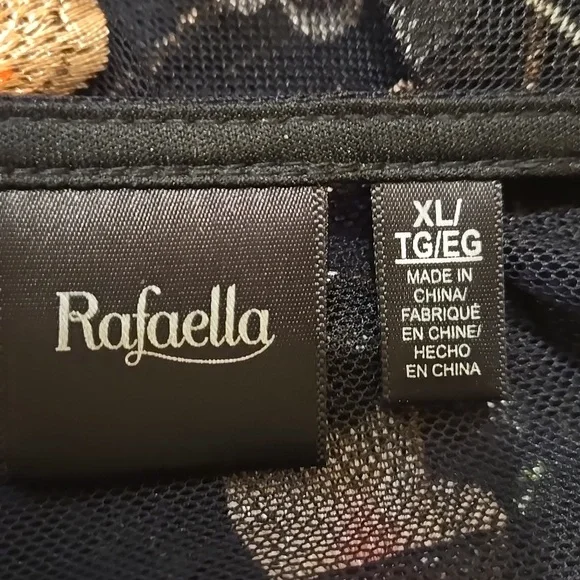 Rafaella
XL/
TG/EG
MADE IN
CHINA/
FABRIQUÉ
EN CHINE/
HECHO
EN CHINA